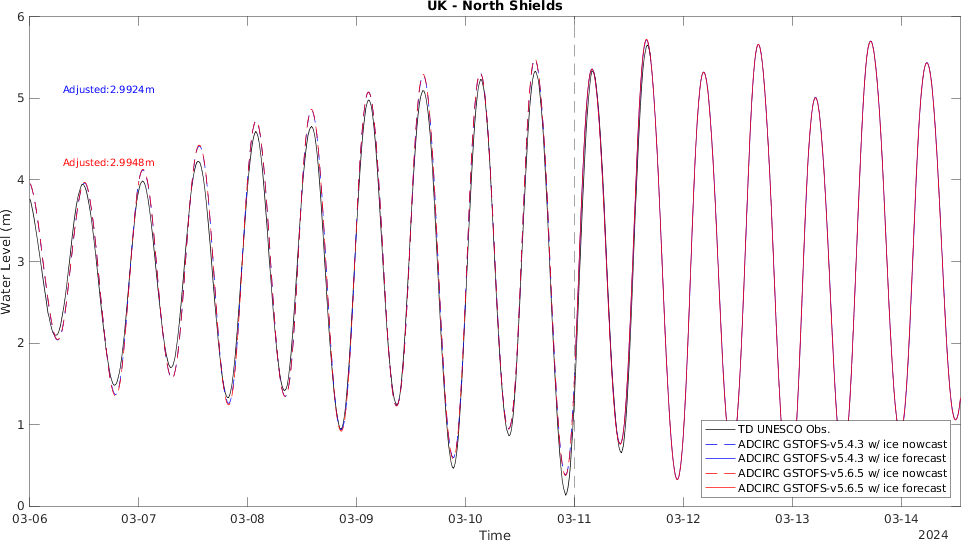 UK - North Shields
6
5
4
3
2
1
0
Adjusted:2.9924m
Adjusted:2.9948m
Water Level (m)
TD UNESCO Obs.
ADCIRC GSTOFS-v5.4.3 w/ ice nowcast
ADCIRC GSTOFS-v5.4.3 w/ ice forecast
ADCIRC GSTOFS-v5.6.5 w/ ice nowcast
ADCIRC GSTOFS-v5.6.5 w/ ice forecast
03-06 03-07 03-08 03-09 03-10 03-11 03-12 03-13 03-14
Time
2024